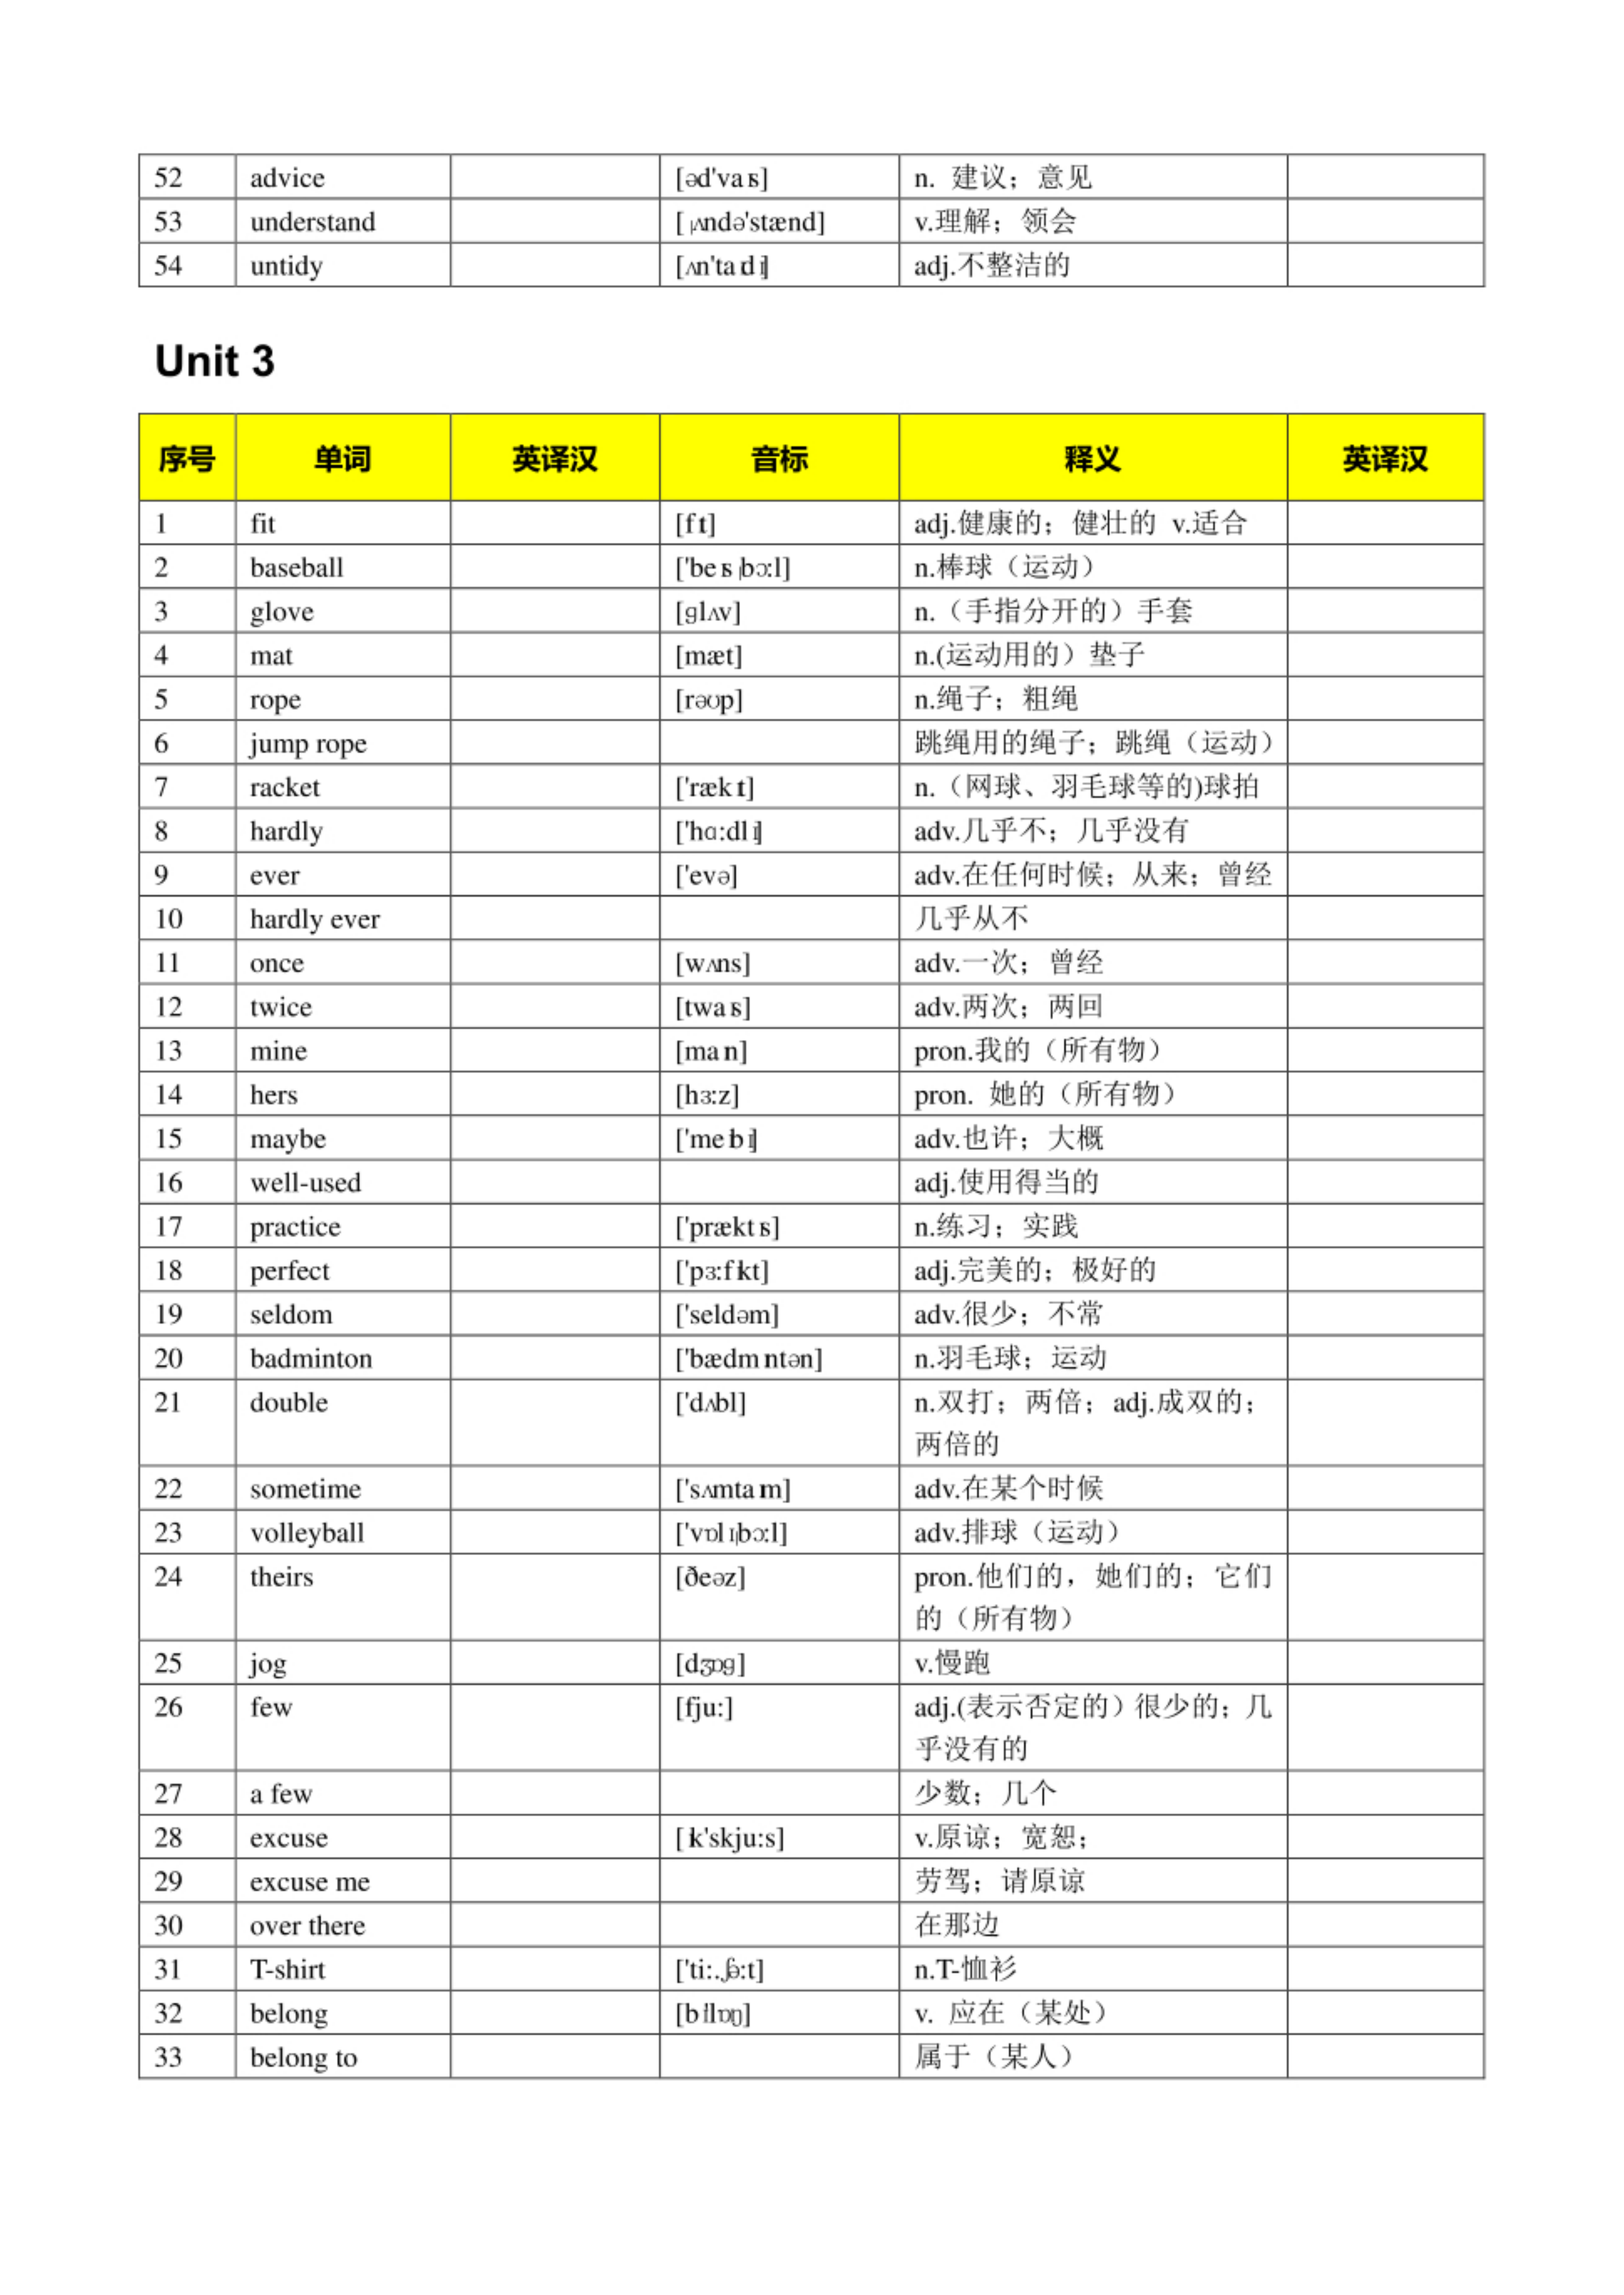 52 advice [əd'vaɪs] n. 建议；意见
53 understand [ˌʌndə'stænd] v.理解；领会
54 untidy [ʌn'taɪdɪ] adj.不整洁的
Unit 3
序号 单词 英译汉 音标 释义 英译汉
1 fit [fɪt] adj.健康的；健壮的 v.适合
2 baseball ['beɪsˌbɔ:l] n.棒球（运动）
3 glove [glʌv] n.（手指分开的）手套
4 mat [mæt] n.(运动用的）垫子
5 rope [rəʊp] n.绳子；粗绳
6 jump rope 跳绳用的绳子；跳绳（运动）
7 racket ['rækɪt] n.（网球、羽毛球等的)球拍
8 hardly ['hɑ:dlɪ] adv.几乎不；几乎没有
9 ever ['evə] adv.在任何时候；从来；曾经
10 hardly ever 几乎从不
11 once [wʌns] adv.一次；曾经
12 twice [twaɪs] adv.两次；两回
13 mine [maɪn] pron.我的（所有物）
14 hers [hɜ:z] pron. 她的（所有物）
15 maybe ['meɪbɪ] adv.也许；大概
16 well-used adj.使用得当的
17 practice ['præktɪs] n.练习；实践
18 perfect ['pɜ:fɪkt] adj.完美的；极好的
19 seldom ['seldəm] adv.很少；不常
20 badminton ['bædmɪntən] n.羽毛球；运动
21 double ['dʌbl] n.双打；两倍；adj.成双的；
两倍的
22 sometime ['sʌmtaɪm] adv.在某个时候
23 volleyball ['vɒlɪˌbɔ:l] adv.排球（运动）
24 theirs [ðeəz] pron.他们的，她们的；它们
的（所有物）
25 jog [dʒɒg] v.慢跑
26 few [fju:] adj.(表示否定的）很少的；几
乎没有的
27 a few 少数；几个
28 excuse [ɪk'skju:s] v.原谅；宽恕；
29 excuse me 劳驾；请原谅
30 over there 在那边
31 T-shirt ['ti:.ʃə:t] n.T-恤衫
32 belong [bɪ'lɒŋ] v. 应在（某处）
33 belong to 属于（某人）